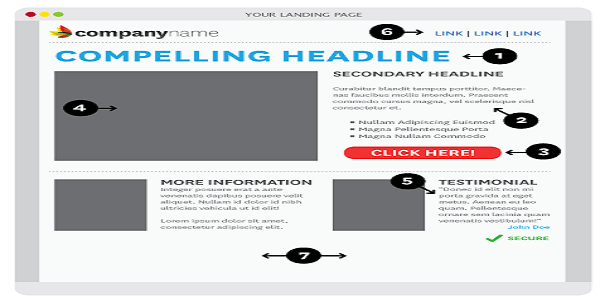 YOUR LANDING PAGE
companyname
6
LINK | LINK | LINK
COMPELLING HEADLINE
1
SECONDARY HEADLINE
Curabitur blandit tempus porttitor. Maece-
nas faucibus mollis interdum. Praesent
commodo cursus magna, vel scelerisque nisl
consectetur et.
2
• Nullam Adipiscing Euismod
• Magna Pellentesque Porta
• Magna Nullam Commodo
4
CLICK HERE!
3
MORE INFORMATION
Integer posuere erat a ante
venenatis dapibus posuere velit
aliquet. Nullam id dolor id nibh
ultricies vehicula ut id elit!
Lorem ipsum dolor sit amet,
consectetur adipiscing elit.
5
TESTIMONIAL
"Donec id elit non mi
porta gravida at eget
metus. Aenean eu leo
quam. Pellentesque
ornare sem lacinia quam
venenatis vestibulum!"
John Doe
SECURE
7